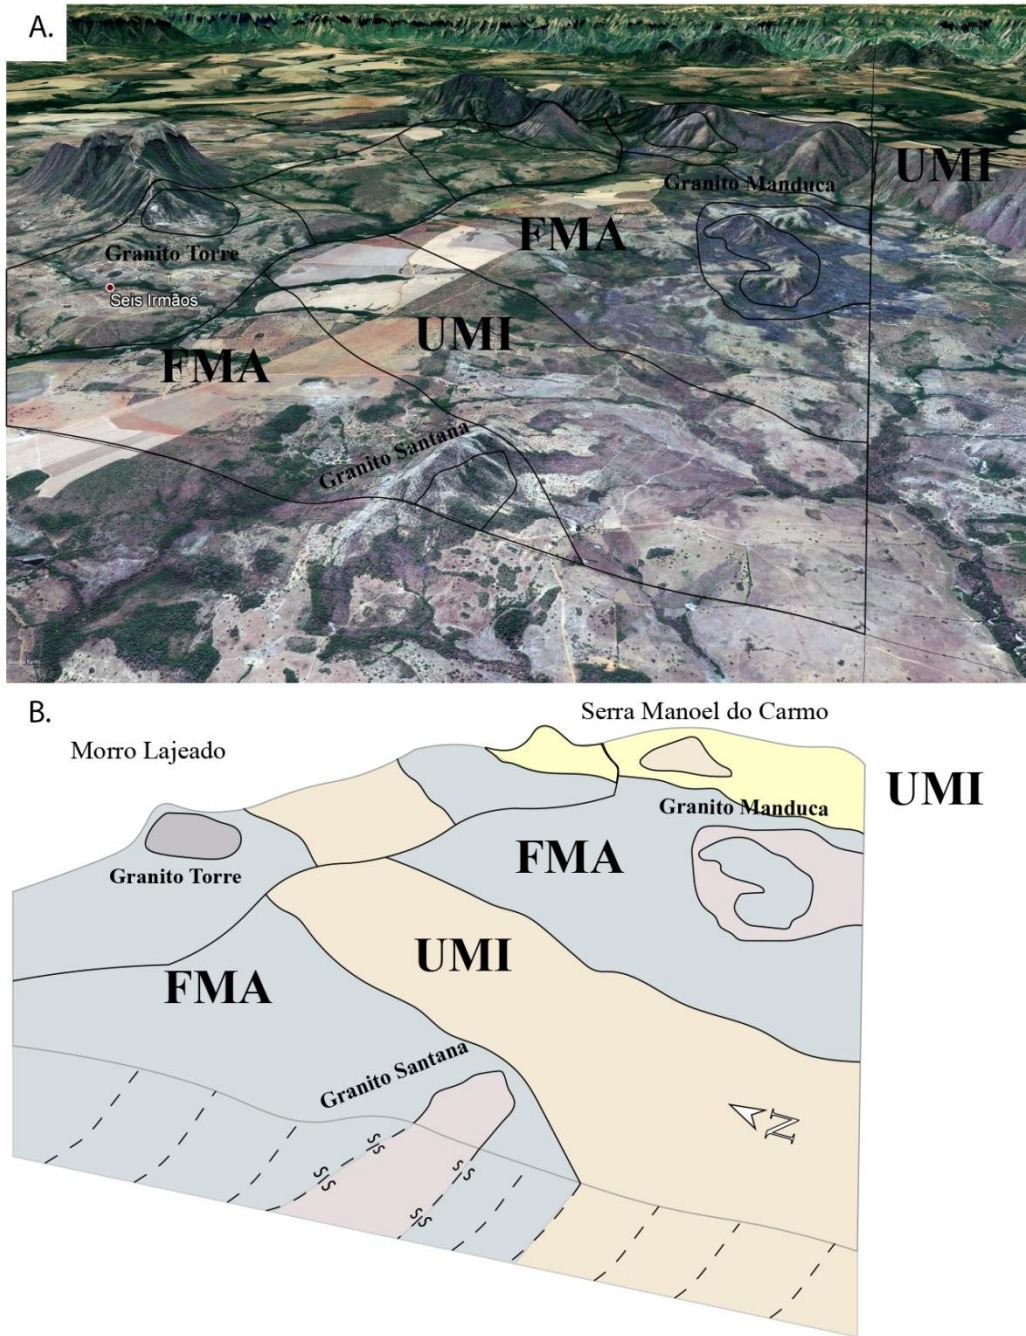 A.
UMI
Granito Manduca
FMA
Granito Torre
Seis Irmãos
UMI
FMA
Granito Santana
B.
Serra Manoel do Carmo
Morro Lajeado
UMI
Granito Manduca
FMA
Granito Torre
UMI
FMA
Granito Santana
N
S S
S S
S S
S S